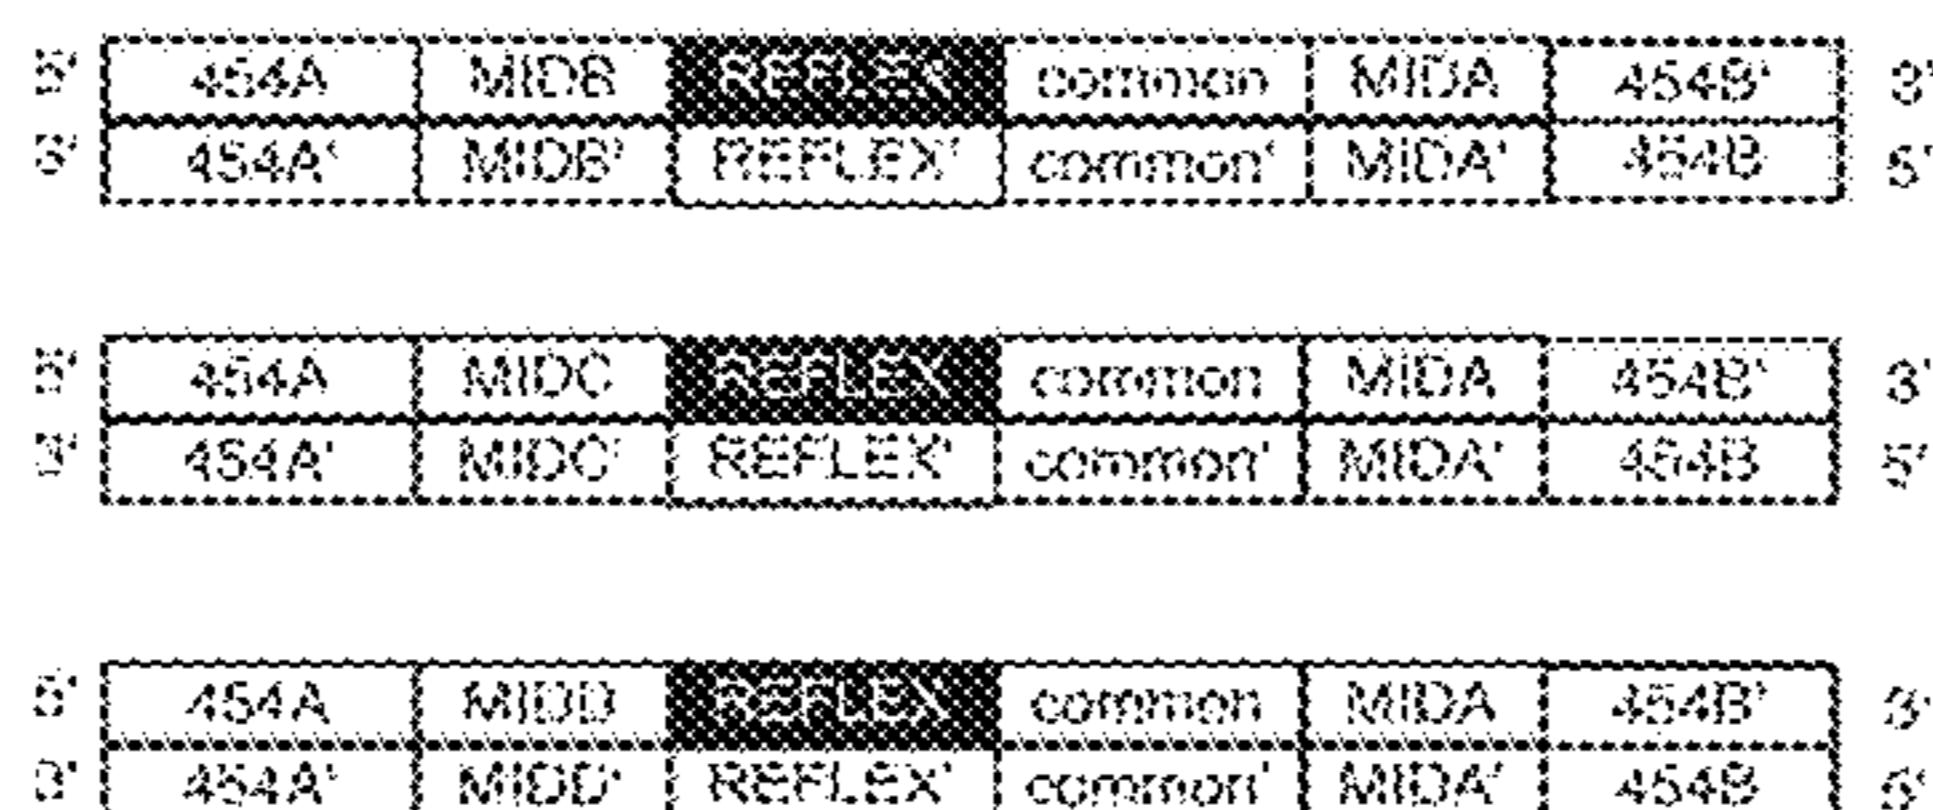 5' 454A MIDB REFLEX common MIDA 454B' 3'
3' 454A' MIDB' REFLEX' common' MIDA' 454B 5'
5' 454A MIDC REFLEX common MIDA 454B' 3'
3' 454A' MIDC' REFLEX' common' MIDA' 454B 5'
5' 454A MIDD REFLEX common MIDA 454B' 3'
3' 454A' MIDD' REFLEX' common' MIDA' 454B 5'